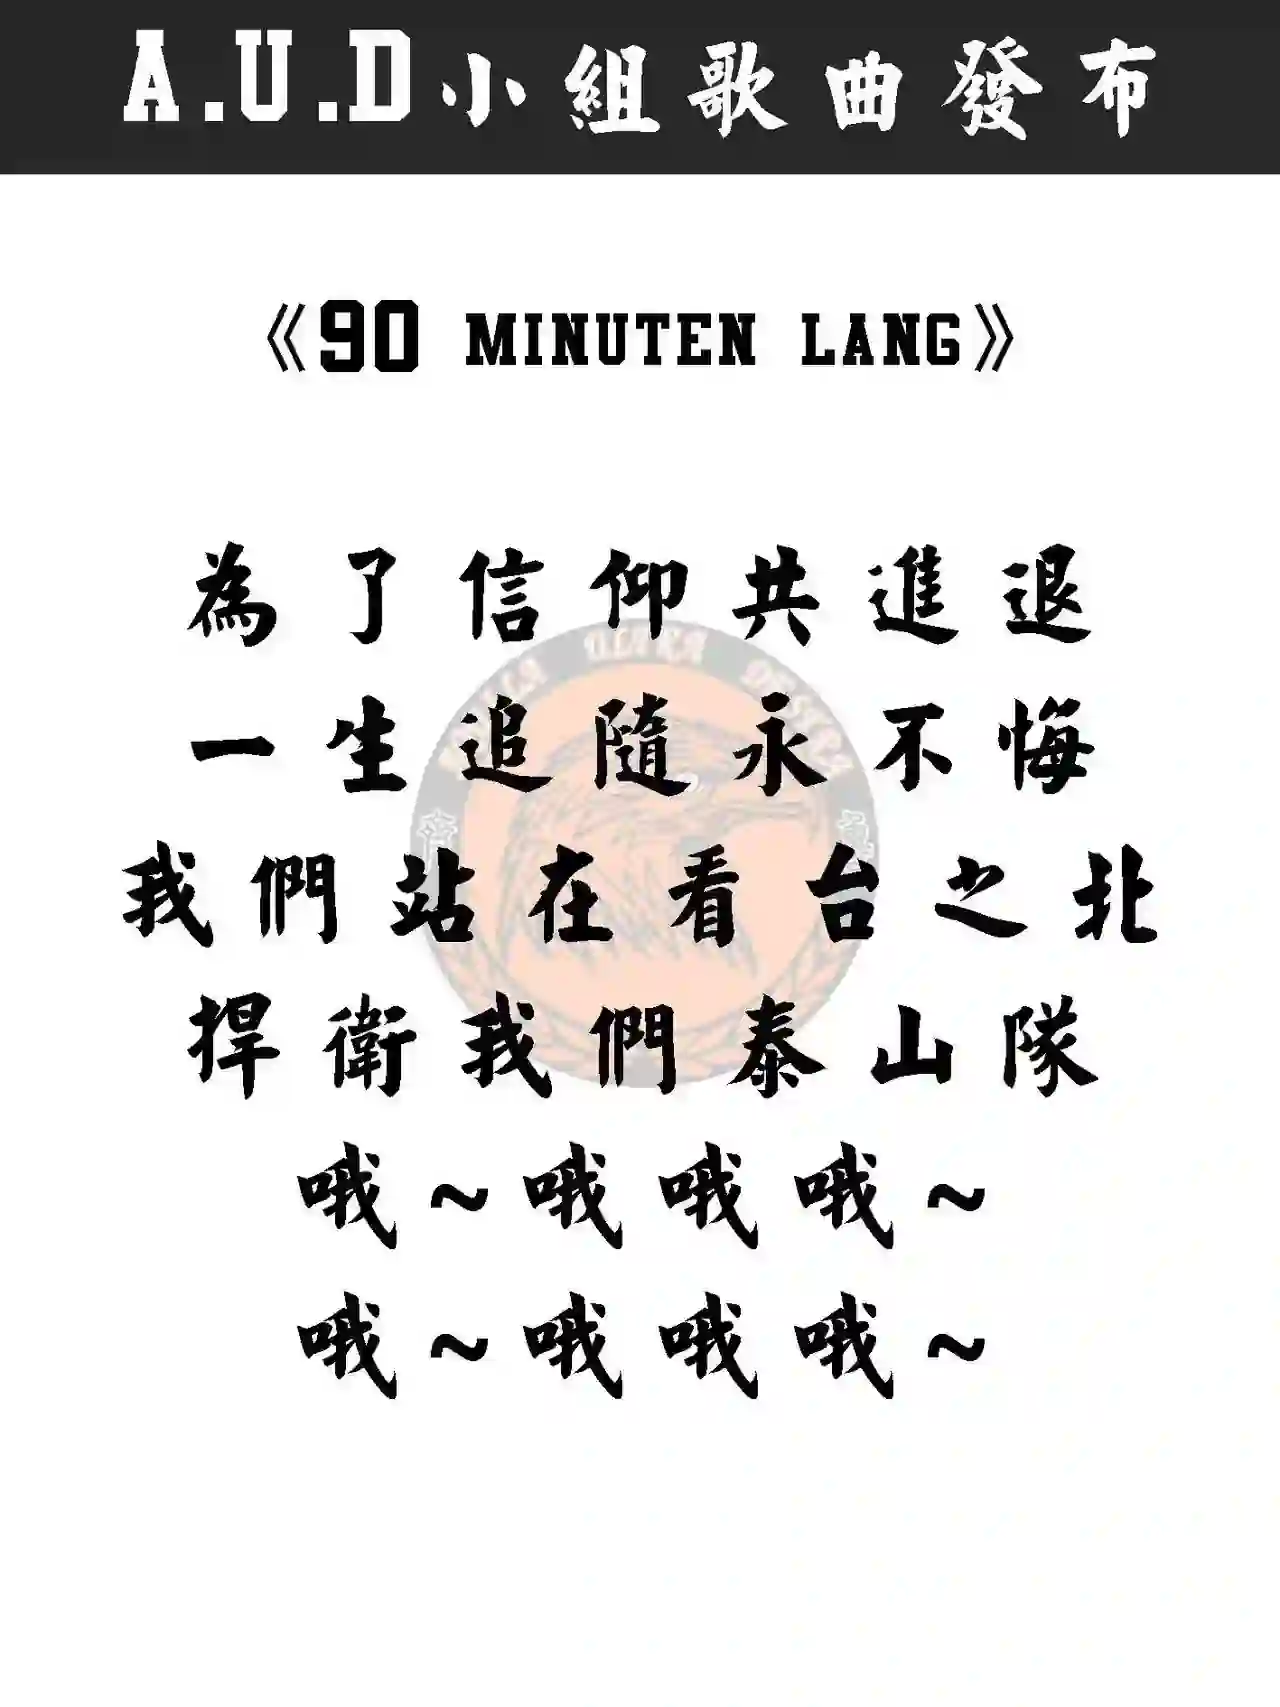 A.U.D小組歌曲發布
《90 MINUTEN LANG》
為了信仰共進退
一生追隨永不悔
我們站在看台之北
捍衛我們泰山隊
哦~哦哦哦~
哦~哦哦哦~